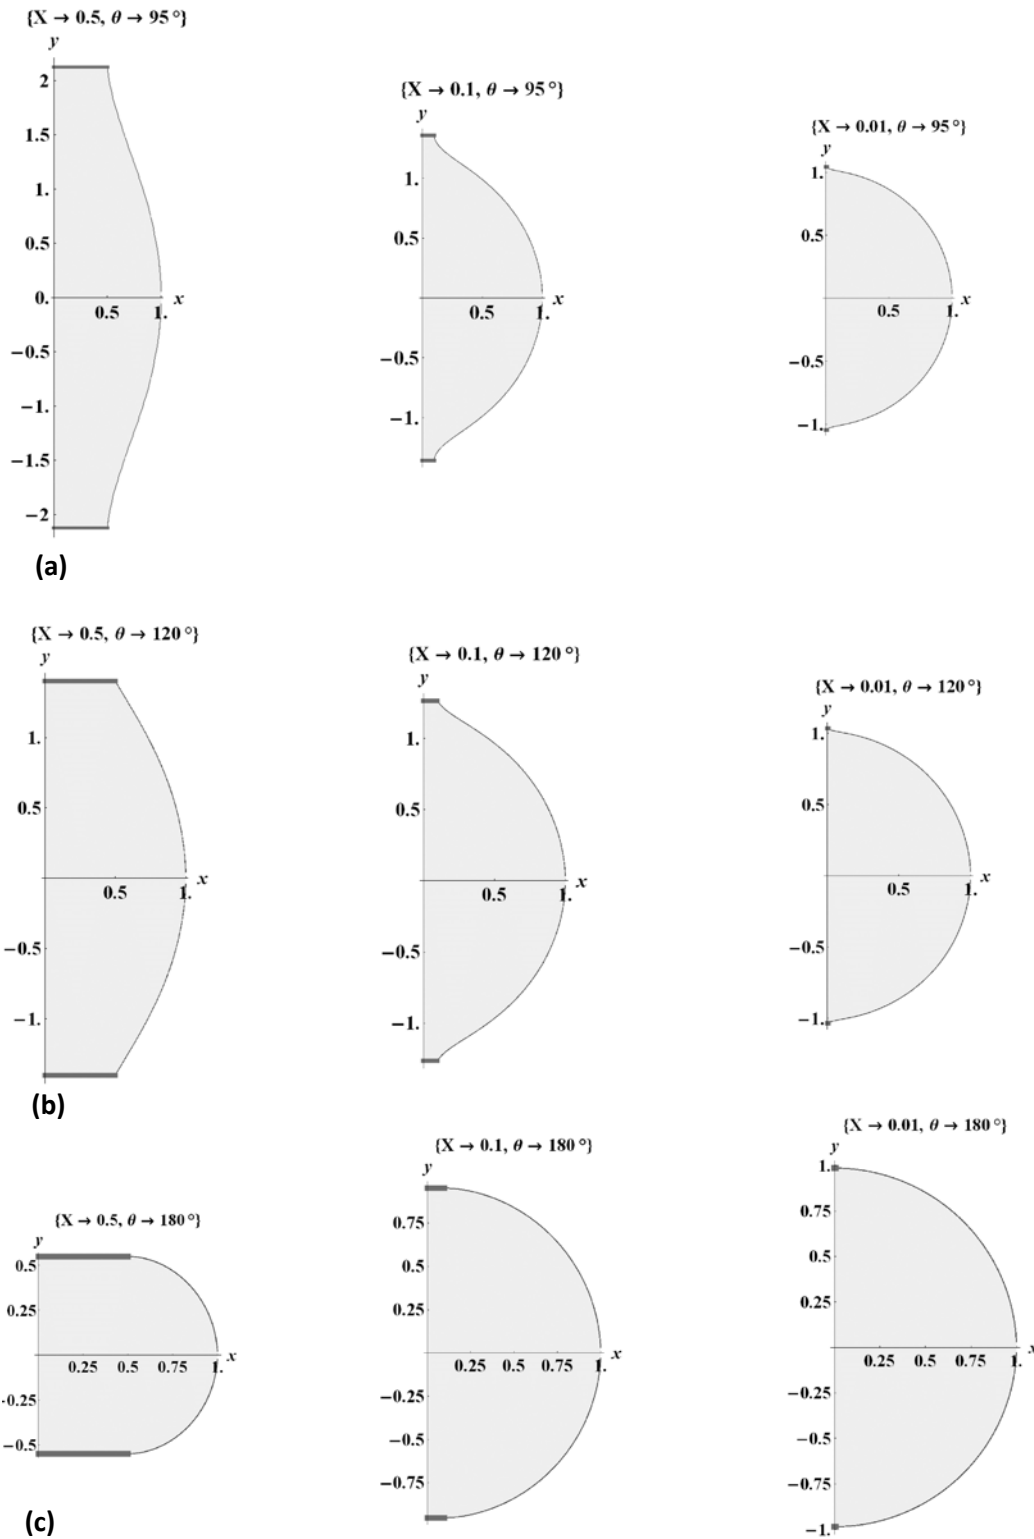 {X → 0.5, θ → 95 °}
y
2
1.5
1.
0.5
0.
x
0.5
1.
−0.5
−1.
−1.5
−2
{X → 0.1, θ → 95 °}
y
1.
0.5
x
0.5
1.
−0.5
−1.
{X → 0.01, θ → 95 °}
y
1.
0.5
x
0.5
1.
−0.5
−1.
(a)
{X → 0.5, θ → 120 °}
y
1.
0.5
x
0.5
1.
−0.5
−1.
{X → 0.1, θ → 120 °}
y
1.
0.5
x
0.5
1.
−0.5
−1.
{X → 0.01, θ → 120 °}
y
1.
0.5
x
0.5
1.
−0.5
−1.
(b)
{X → 0.5, θ → 180 °}
y
0.5
0.25
x
0.25 0.5 0.75 1.
-0.25
−0.5
{X → 0.1, θ → 180 °}
y
0.75
0.5
0.25
x
0.25 0.5 0.75 1.
−0.25
−0.5
−0.75
{X → 0.01, θ → 180 °}
y
1.
0.75
0.5
0.25
x
0.25 0.5 0.75 1.
−0.25
−0.5
−0.75
−1.
(c)